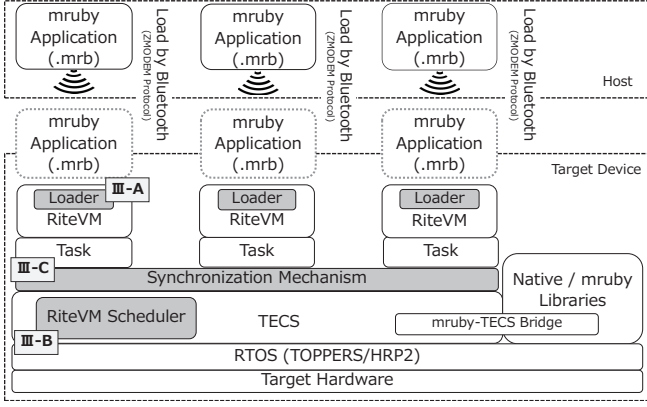 mruby
Application
(.mrb)
Load by Bluetooth
(ZMODEM Protocol)
mruby
Application
(.mrb)
Load by Bluetooth
(ZMODEM Protocol)
mruby
Application
(.mrb)
Load by Bluetooth
(ZMODEM Protocol)
Host
mruby
Application
(.mrb)
mruby
Application
(.mrb)
mruby
Application
(.mrb)
Target Device
Ⅲ-A
Loader
RiteVM
Loader
RiteVM
Loader
RiteVM
Task
Task
Task
Ⅲ-C
Synchronization Mechanism
Native / mruby
Libraries
RiteVM Scheduler
TECS
mruby-TECS Bridge
Ⅲ-B
RTOS (TOPPERS/HRP2)
Target Hardware